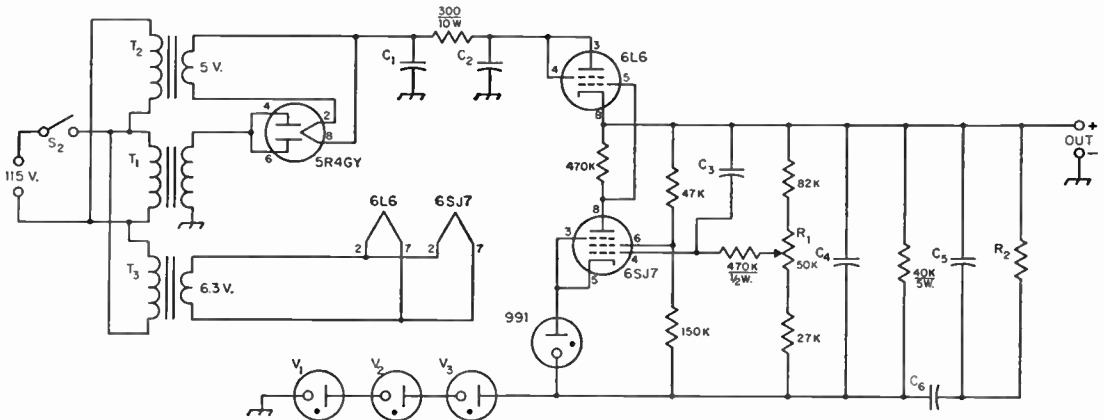 300
10W
T2
5 V.
C1
C2
3
4
6L6
5
8
4
2
8
6
5R4GY
S2
115 V.
T1
470K
47K
C3
82K
8
3
6
4
5
6SJ7
470K
½W.
R1
50K
C4
40K
5W.
C5
R2
6L6
6SJ7
2
7
2
7
T3
6.3 V.
991
150K
27K
V1
V2
V3
C6
+
OUT
-